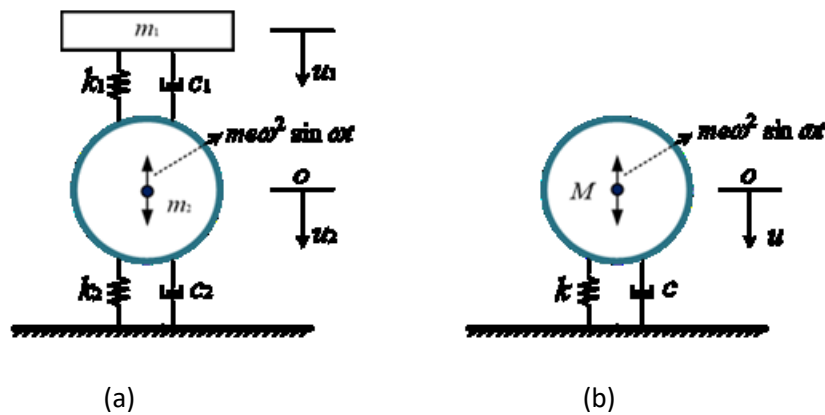 m₁
u₁
k₁ c₁
meω² sin ωt
o
m₂
u₂
k₂ c₂
(a)
meω² sin ωt
o
M
u
k c
(b)